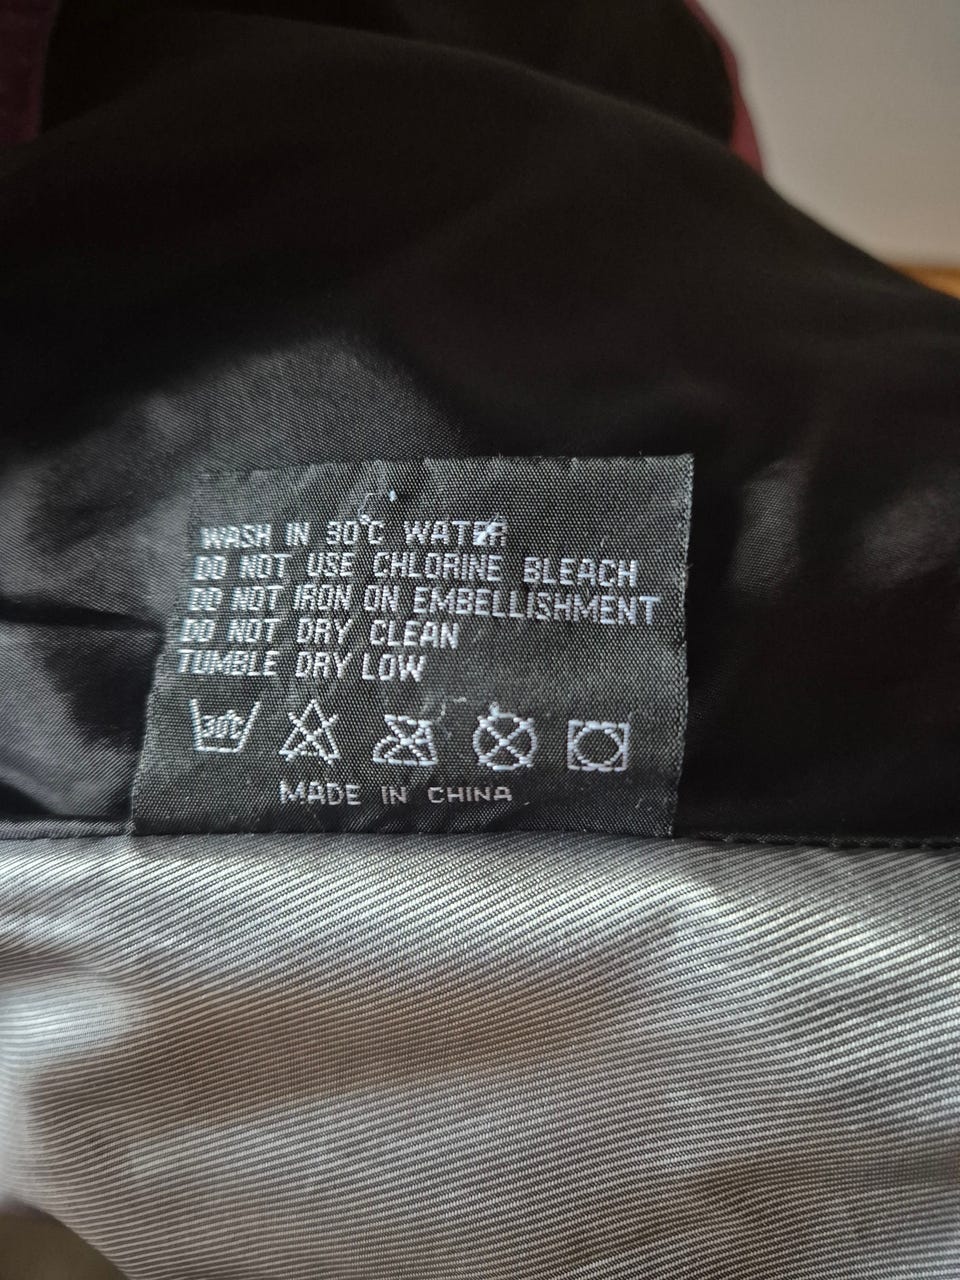 WASH IN 30°C WATER
DO NOT USE CHLORINE BLEACH
DO NOT IRON ON EMBELLISHMENT
DO NOT DRY CLEAN
TUMBLE DRY LOW
30°c
MADE IN CHINA